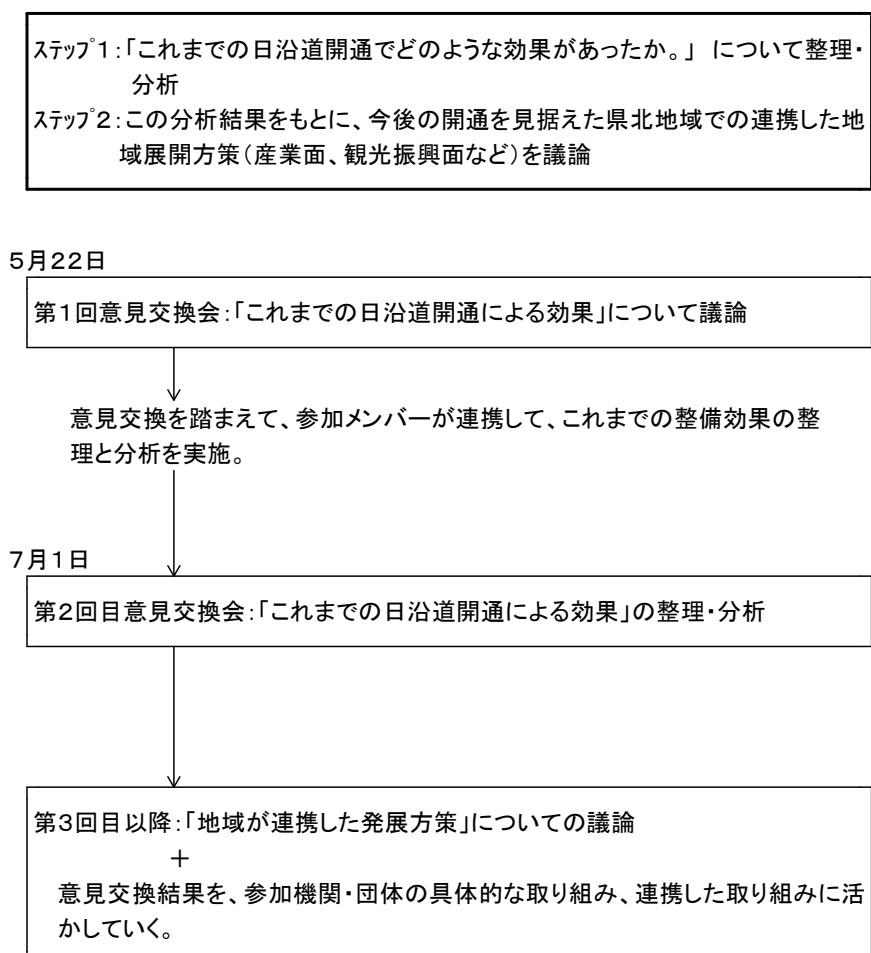 ｽﾃｯﾌﾟ１：「これまでの日沿道開通でどのような効果があったか。」 について整理・
分析
ｽﾃｯﾌﾟ２：この分析結果をもとに、今後の開通を見据えた県北地域での連携した地
域展開方策（産業面、観光振興面など）を議論
５月２２日
第１回意見交換会：「これまでの日沿道開通による効果」について議論
意見交換を踏まえて、参加メンバーが連携して、これまでの整備効果の整
理と分析を実施。
７月１日
第２回目意見交換会：「これまでの日沿道開通による効果」の整理・分析
第３回目以降：「地域が連携した発展方策」についての議論
＋
意見交換結果を、参加機関・団体の具体的な取り組み、連携した取り組みに活
かしていく。